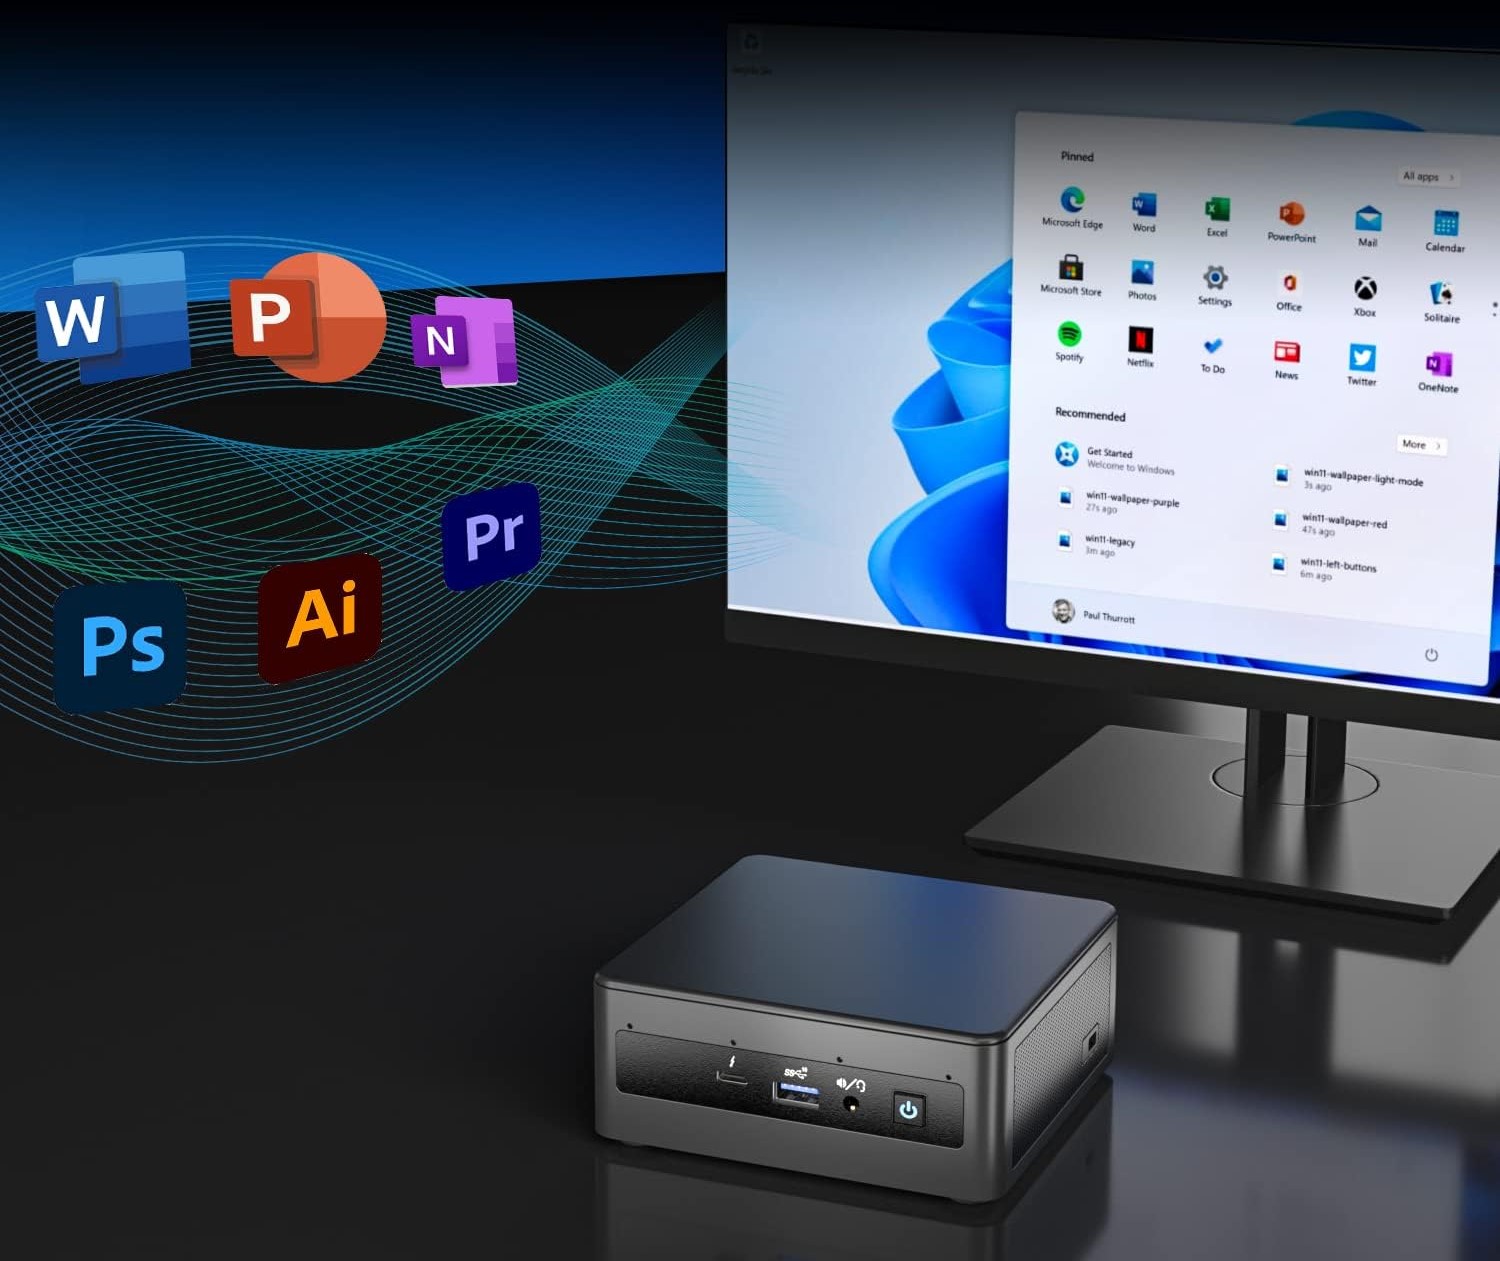 W
P
N
Ps
Ai
Pr
Pinned
All apps
Microsoft Edge
Word
Excel
PowerPoint
Mail
Calendar
Microsoft Store
Photos
Settings
Office
Xbox
Solitaire
Spotify
Netflix
To Do
News
Twitter
OneNote
Recommended
More
Get Started
Welcome to Windows
win11-wallpaper-light-mode
3s ago
win11-wallpaper-purple
27s ago
win11-wallpaper-red
47s ago
win11-legacy
3m ago
win11-left-buttons
6m ago
Paul Thurrott